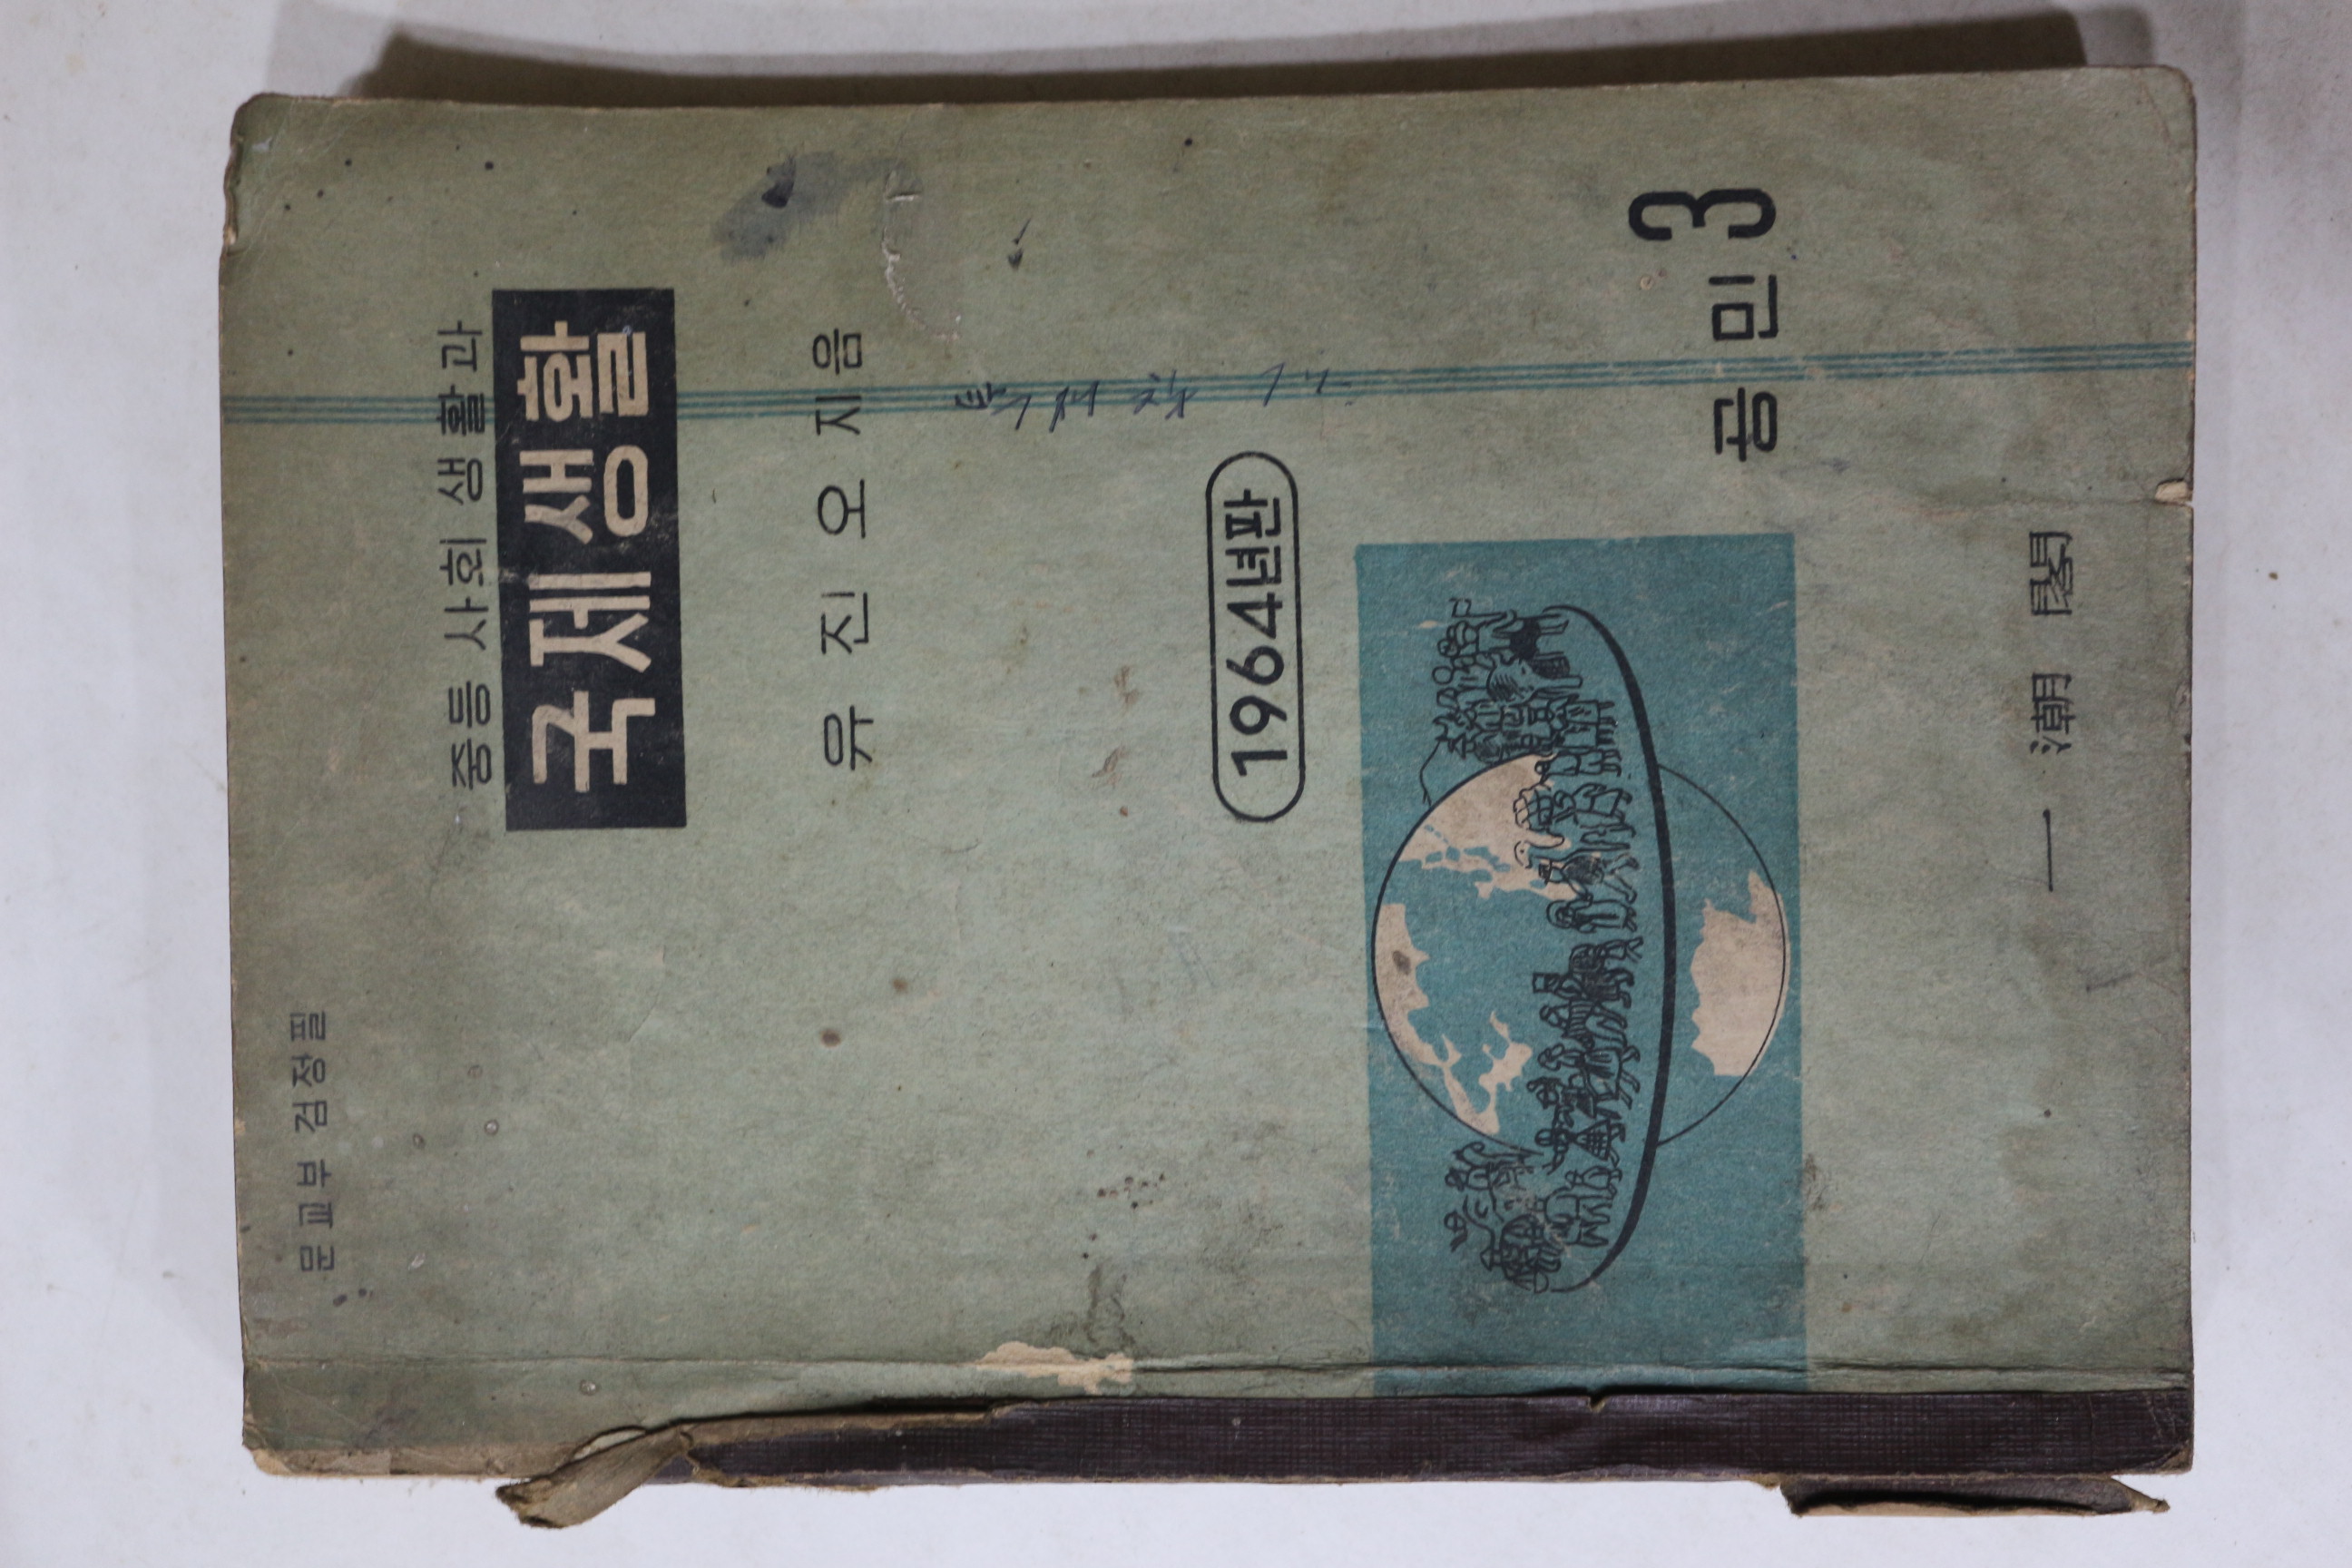 문교부 검정필
중등 사회 생활과
국제생활
유진오 지음
1964년판
공민 3
一潮閣